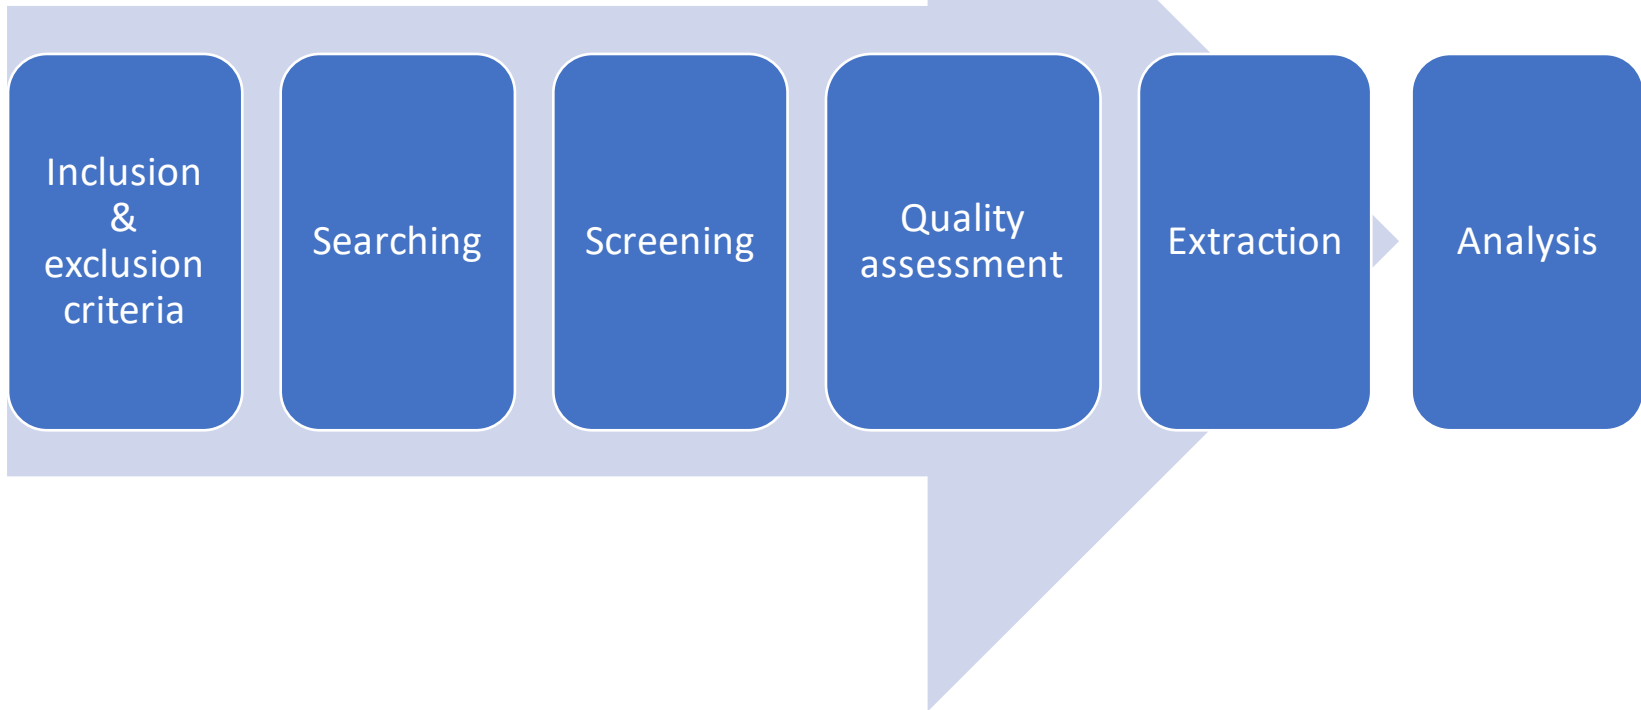 Inclusion
&
exclusion
criteria
Searching
Screening
Quality
assessment
Extraction
Analysis